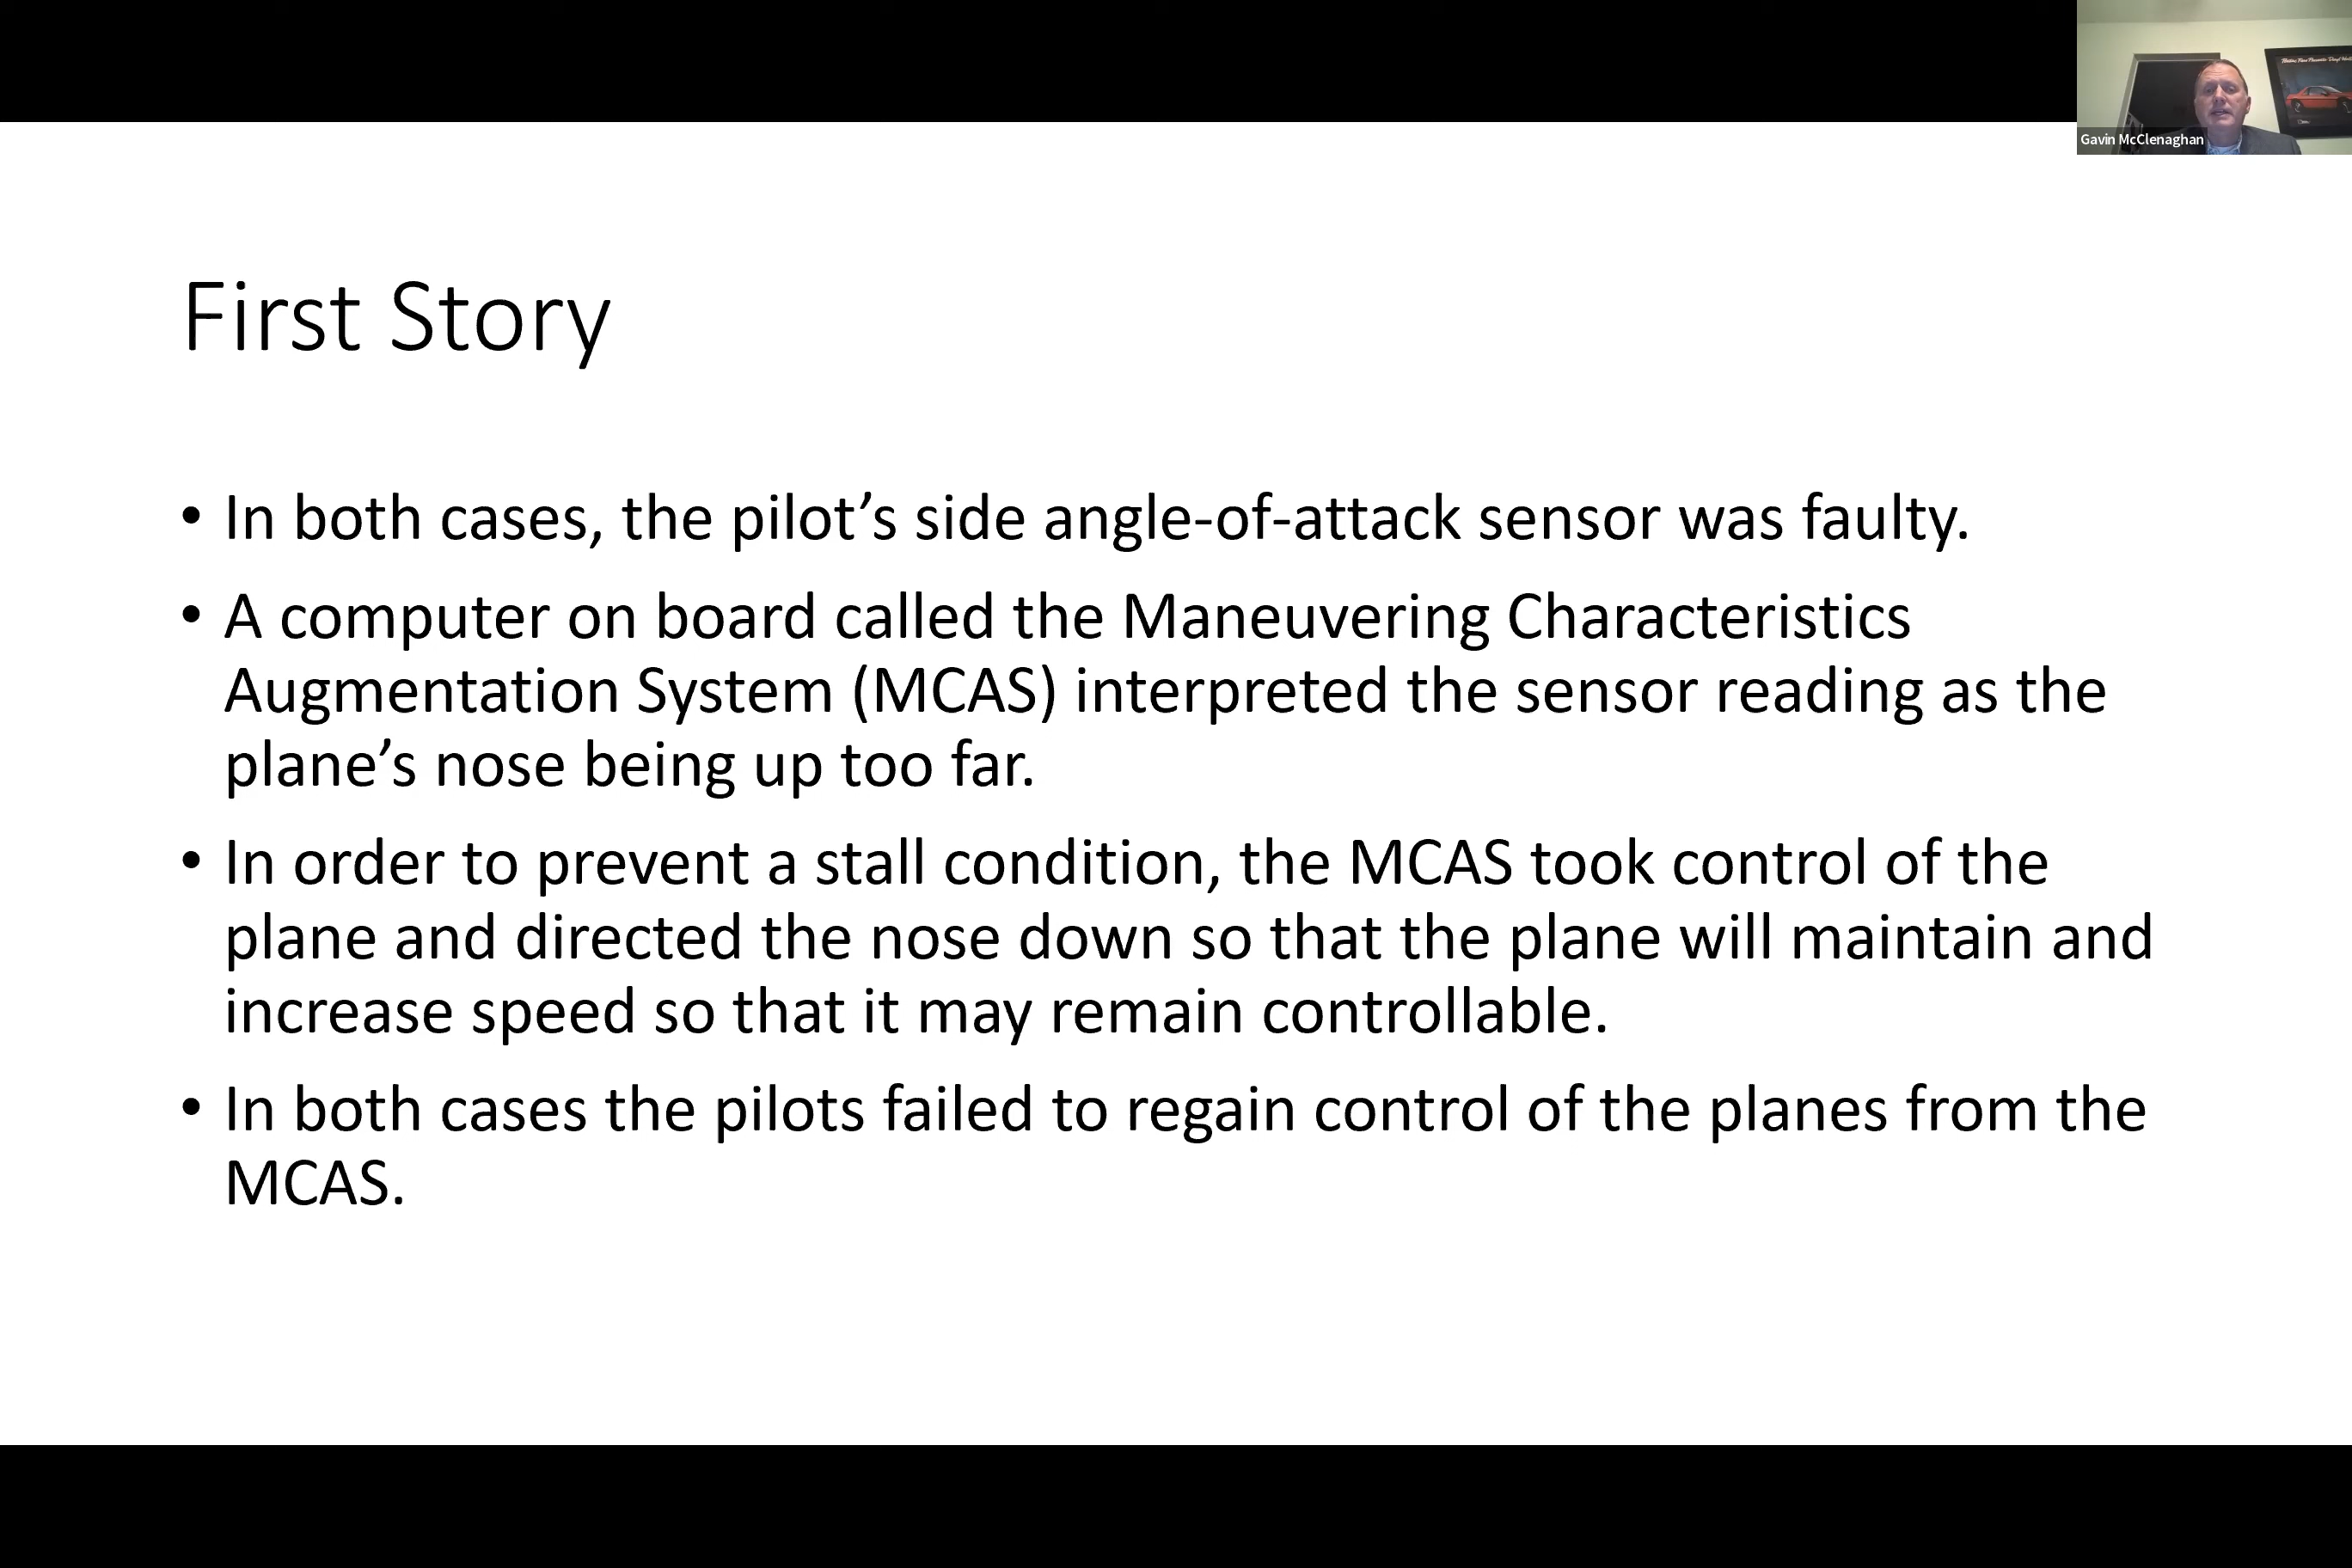 Gavin McClenaghan
First Story
• In both cases, the pilot’s side angle-of-attack sensor was faulty.
• A computer on board called the Maneuvering Characteristics
Augmentation System (MCAS) interpreted the sensor reading as the
plane’s nose being up too far.
• In order to prevent a stall condition, the MCAS took control of the
plane and directed the nose down so that the plane will maintain and
increase speed so that it may remain controllable.
• In both cases the pilots failed to regain control of the planes from the
MCAS.